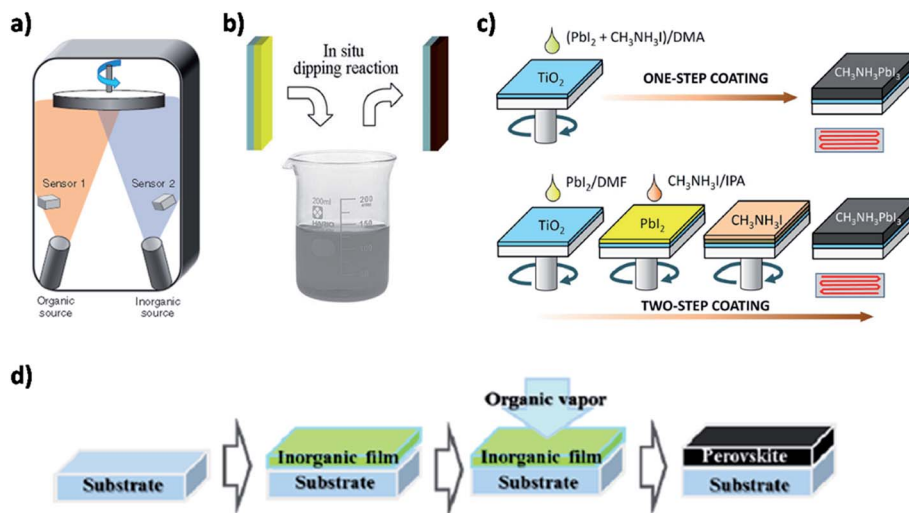 a)
Sensor 1
Sensor 2
Organic
source
Inorganic
source
b)
In situ
dipping reaction
200ml
200
150
HARIO
c)
(PbI2 + CH3NH3I)/DMA
TiO2
ONE-STEP COATING
CH3NH3PbI3
PbI2/DMF
CH3NH3I/IPA
TiO2
PbI2
CH3NH3I
CH3NH3PbI3
TWO-STEP COATING
d)
Substrate
Inorganic film
Substrate
Organic vapor
Inorganic film
Substrate
Perovskite
Substrate